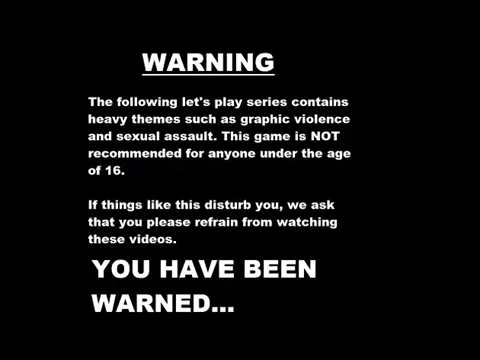 WARNING
The following let's play series contains
heavy themes such as graphic violence
and sexual assault. This game is NOT
recommended for anyone under the age
of 16.
If things like this disturb you, we ask
that you please refrain from watching
these videos.
YOU HAVE BEEN
WARNED...